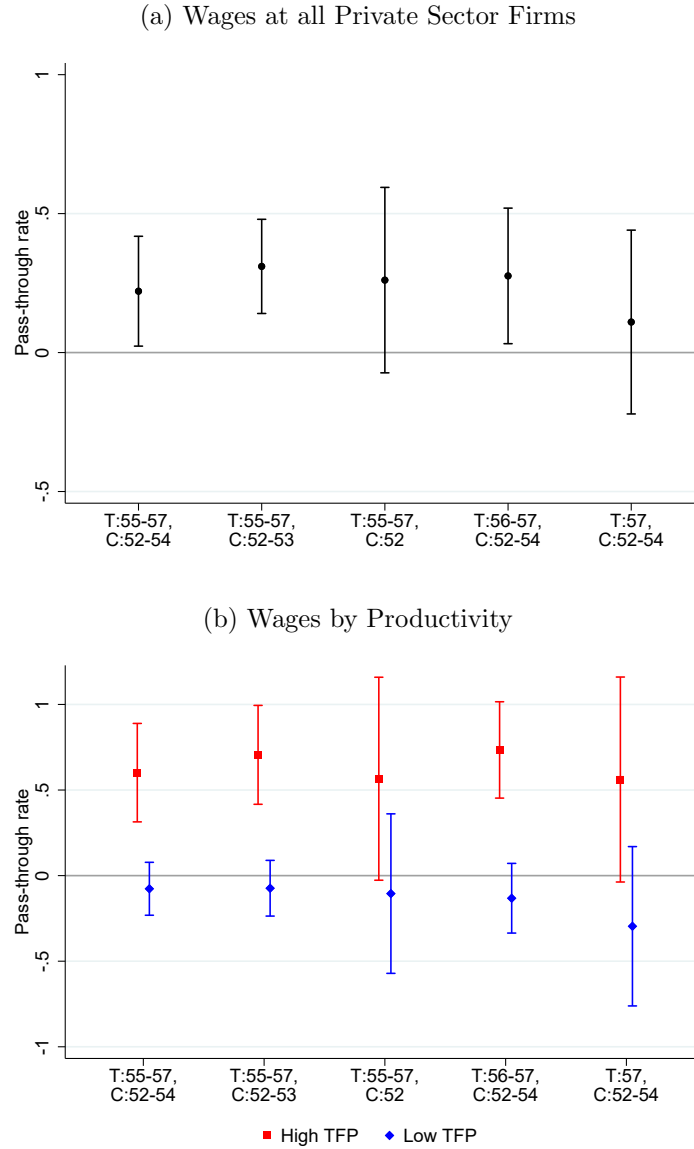 (a) Wages at all Private Sector Firms
Pass-through rate
1
.5
0
-.5
T:55-57,
C:52-54
T:55-57,
C:52-53
T:55-57,
C:52
T:56-57,
C:52-54
T:57,
C:52-54
(b) Wages by Productivity
Pass-through rate
1
.5
0
-.5
-1
T:55-57,
C:52-54
T:55-57,
C:52-53
T:55-57,
C:52
T:56-57,
C:52-54
T:57,
C:52-54
High TFP
Low TFP